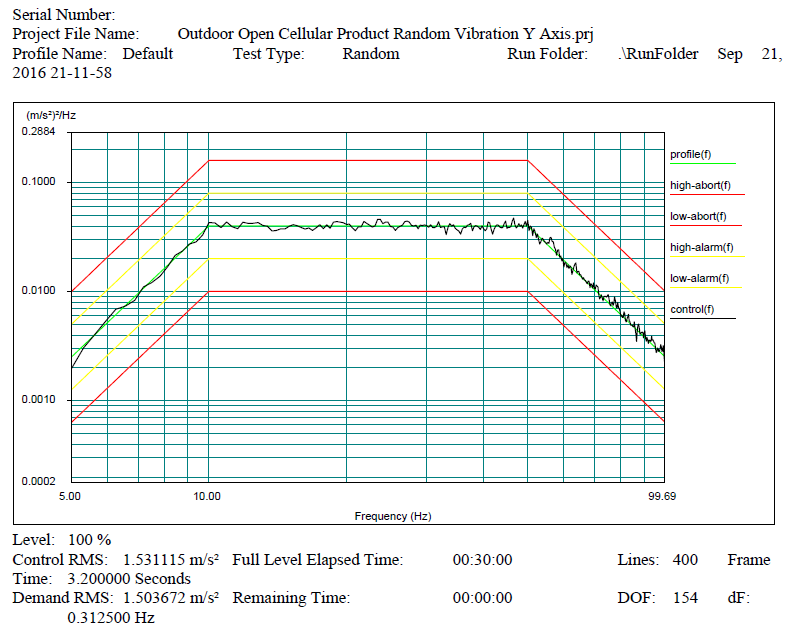 Serial Number:
Project File Name: Outdoor Open Cellular Product Random Vibration Y Axis.prj
Profile Name: Default Test Type: Random Run Folder: .\RunFolder Sep 21,
2016 21-11-58
(m/s²)²/Hz
0.2884
profile(f)
0.1000
high-abort(f)
low-abort(f)
high-alarm(f)
low-alarm(f)
0.0100
control(f)
0.0010
0.0002
5.00 10.00 99.69
Frequency (Hz)
Level: 100 %
Control RMS: 1.531115 m/s² Full Level Elapsed Time: 00:30:00 Lines: 400 Frame
Time: 3.200000 Seconds
Demand RMS: 1.503672 m/s² Remaining Time: 00:00:00 DOF: 154 dF:
0.312500 Hz